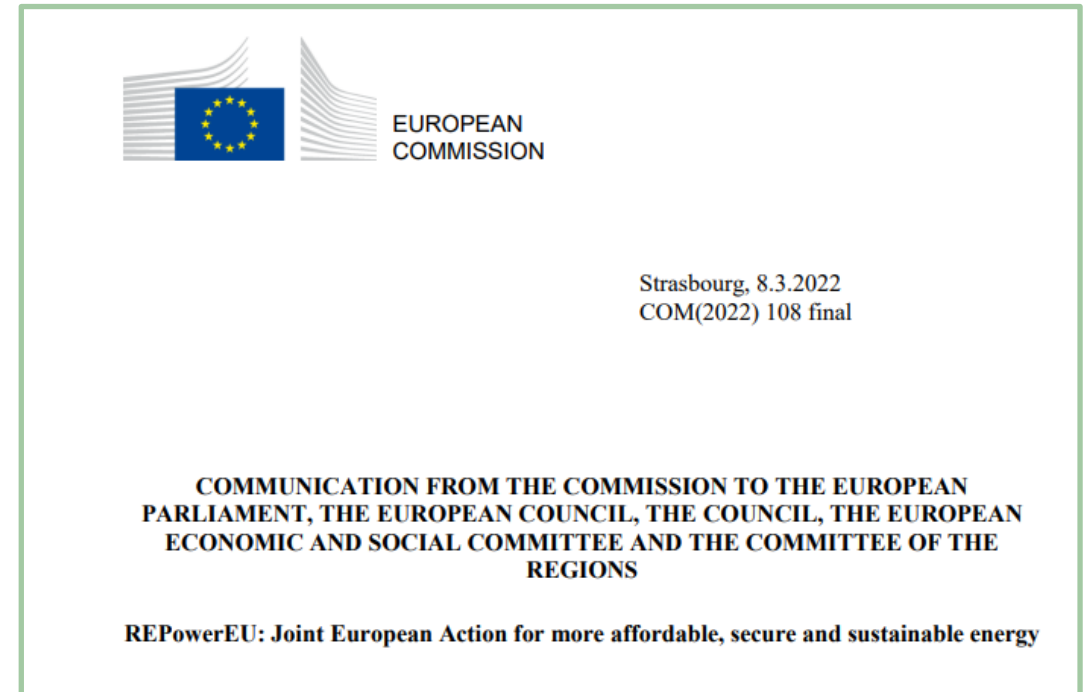 EUROPEAN
COMMISSION
Strasbourg, 8.3.2022
COM(2022) 108 final
COMMUNICATION FROM THE COMMISSION TO THE EUROPEAN
PARLIAMENT, THE EUROPEAN COUNCIL, THE COUNCIL, THE EUROPEAN
ECONOMIC AND SOCIAL COMMITTEE AND THE COMMITTEE OF THE
REGIONS
REPowerEU: Joint European Action for more affordable, secure and sustainable energy